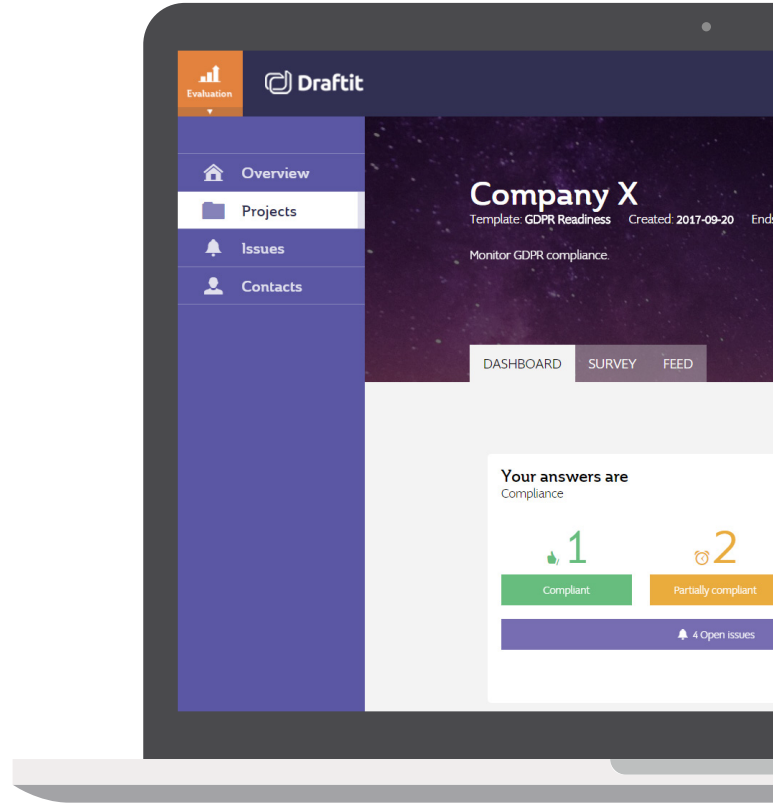 Evaluation
Draftit
Overview
Projects
Issues
Contacts
Company X
Template: GDPR Readiness Created: 2017-09-20 Ends
Monitor GDPR compliance.
DASHBOARD SURVEY FEED
Your answers are
Compliance
1 2
Compliant Partially compliant
4 Open issues